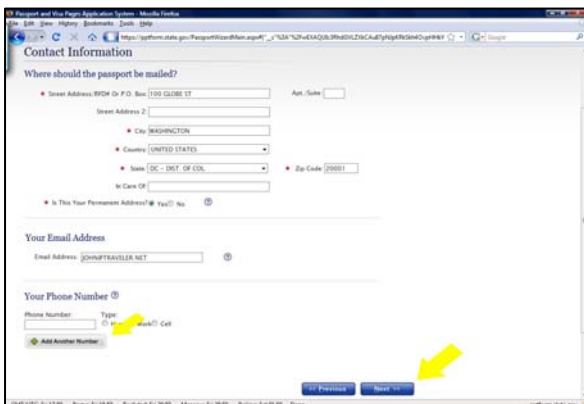 Passport and Visa Pages Application System - Mozilla Firefox
File Edit View History Bookmarks Tools Help
Google
Contact Information
Where should the passport be mailed?
* Street Address/RFD# Or P.O. Box: 100 GLOBE ST Apt./Suite:
Street Address 2:
* City: WASHINGTON
* Country: UNITED STATES
* State: DC - DIST. OF COL. * Zip Code: 20001
In Care Of:
* Is This Your Permanent Address? Yes No
Your Email Address
Email Address:
Your Phone Number
Phone Number: Type:
Cell
Add Another Number
<< Previous Next >>